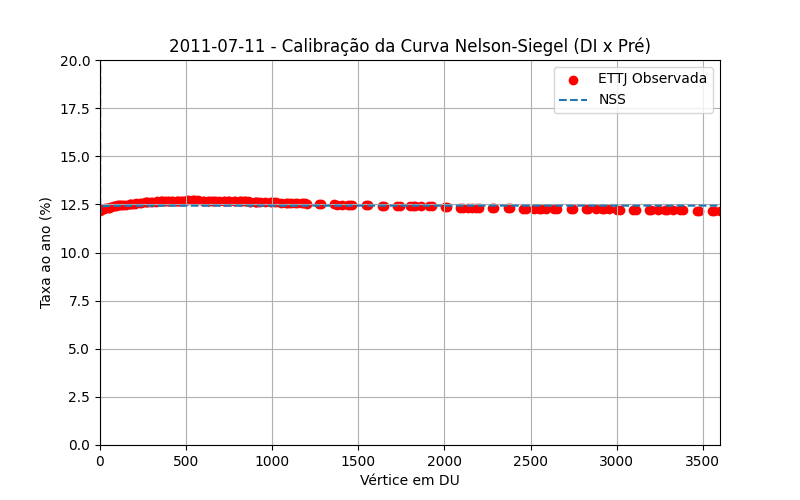 2011-07-11 - Calibração da Curva Nelson-Siegel (DI x Pré)
ETTJ Observada
NSS
Taxa ao ano (%)
20.0
17.5
15.0
12.5
10.0
7.5
5.0
2.5
0.0
0 500 1000 1500 2000 2500 3000 3500
Vértice em DU